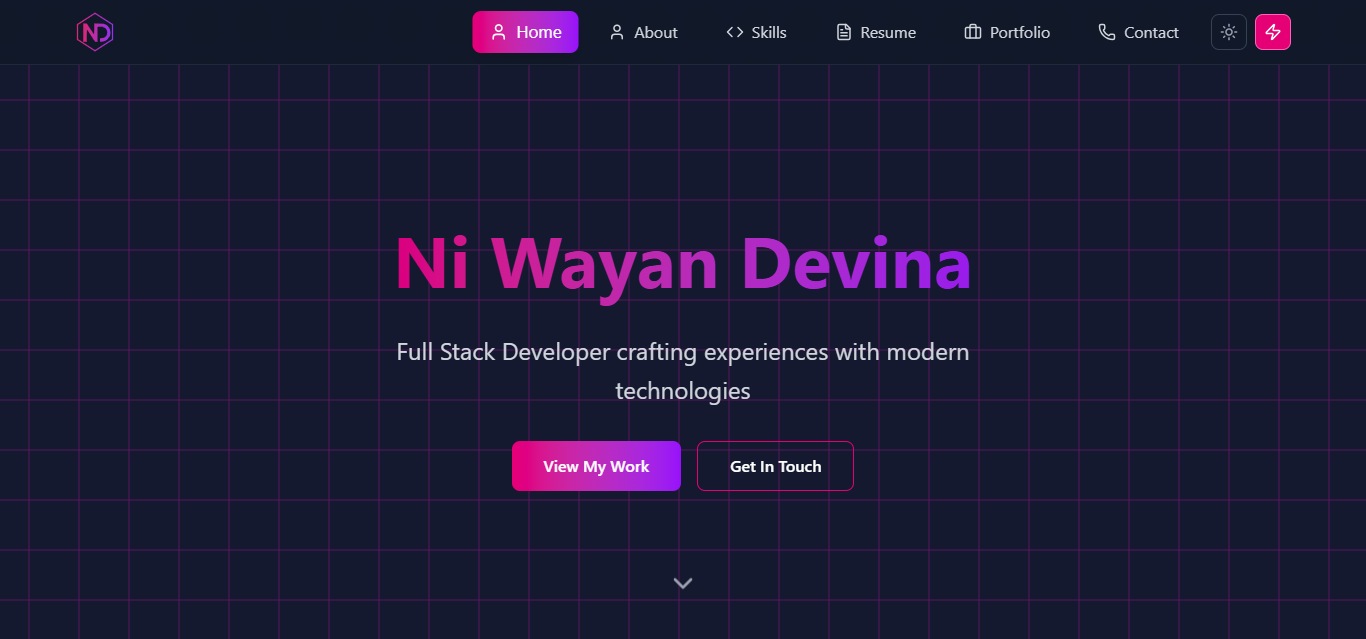 ND
Home About Skills Resume Portfolio Contact
Ni Wayan Devina
Full Stack Developer crafting experiences with modern
technologies
View My Work Get In Touch